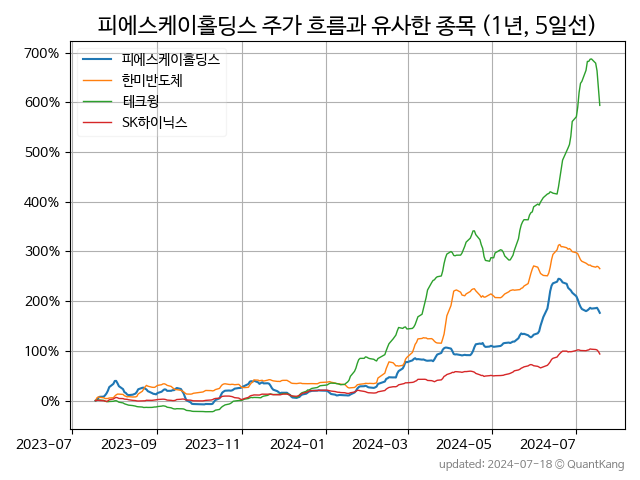 피에스케이홀딩스 주가 흐름과 유사한 종목 (1년, 5일선)
피에스케이홀딩스
한미반도체
테크윙
SK하이닉스
700%
600%
500%
400%
300%
200%
100%
0%
2023-07 2023-09 2023-11 2024-01 2024-03 2024-05 2024-07
updated: 2024-07-18 @ QuantKang